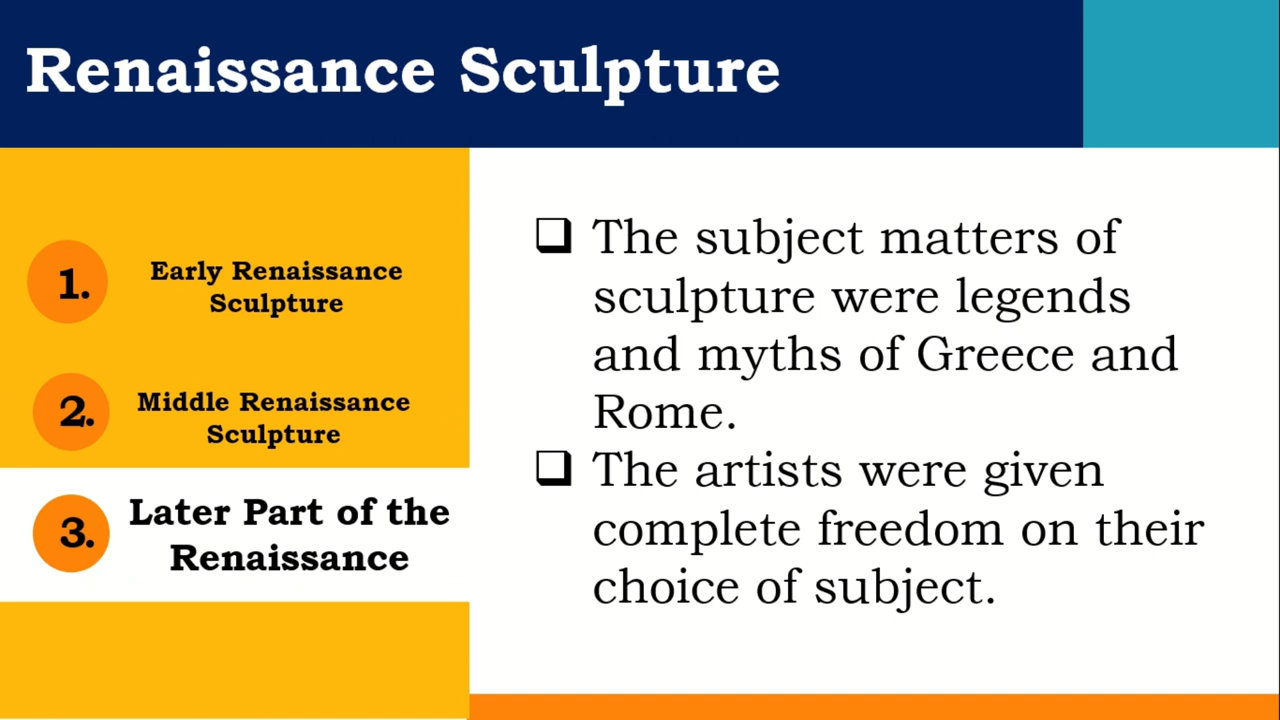 Renaissance Sculpture
1.
Early Renaissance
Sculpture
2.
Middle Renaissance
Sculpture
3.
Later Part of the
Renaissance
❑ The subject matters of
sculpture were legends
and myths of Greece and
Rome.
❑ The artists were given
complete freedom on their
choice of subject.